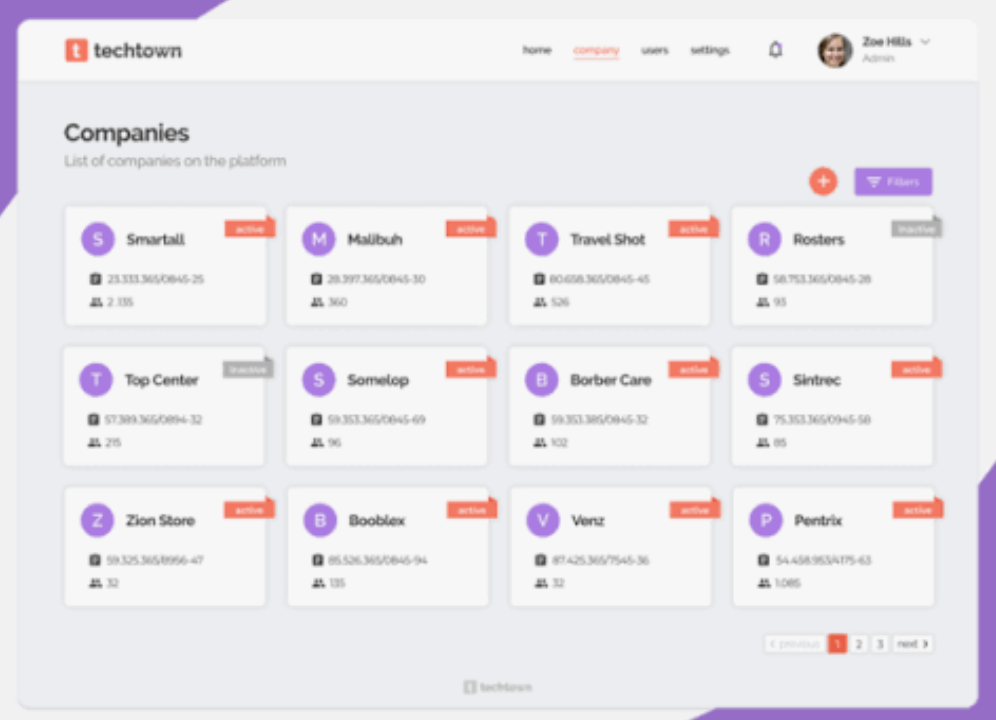 t techtown
home company users settings
Zoe Hills
Admin
Companies
List of companies on the platform
+ Filters
S Smartall active
23.333.365/0845-25
2.135
M Malibuh active
28.397.365/0845-30
360
T Travel Shot active
80.658.365/0845-45
526
R Rosters inactive
58.753.365/0845-28
93
T Top Center inactive
57.389.365/0894-32
215
S Somelop active
59.353.365/0845-69
96
B Borber Care active
59.353.385/0845-32
102
S Sintrec active
75.353.365/0945-58
85
Z Zion Store active
59.325.365/8956-47
32
B Booblex active
85.526.365/0845-94
135
V Venz active
87.425.365/7545-36
32
P Pentrix active
54.458.953/4175-63
1.085
previous 1 2 3 next
t techtown